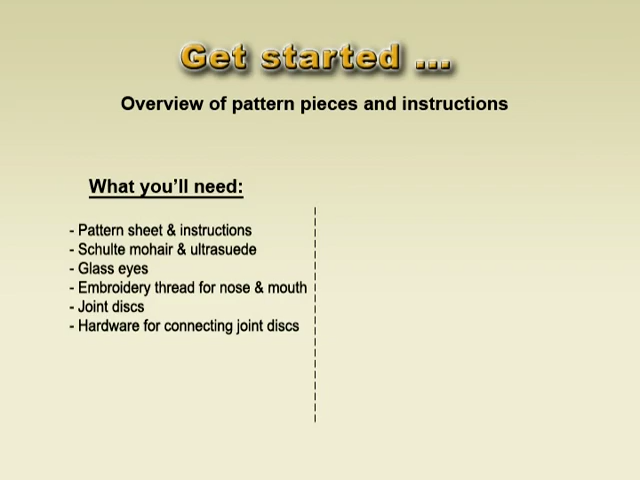 Get started ...
Overview of pattern pieces and instructions
What you'll need:
- Pattern sheet & instructions
- Schulte mohair & ultrasuede
- Glass eyes
- Embroidery thread for nose & mouth
- Joint discs
- Hardware for connecting joint discs